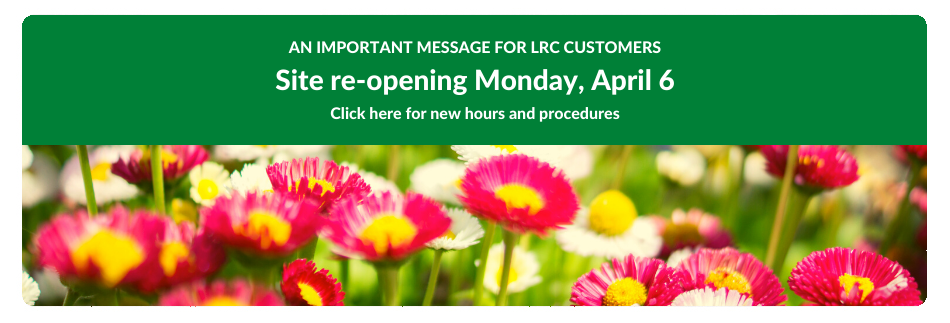 AN IMPORTANT MESSAGE FOR LRC CUSTOMERS
Site re-opening Monday, April 6
Click here for new hours and procedures